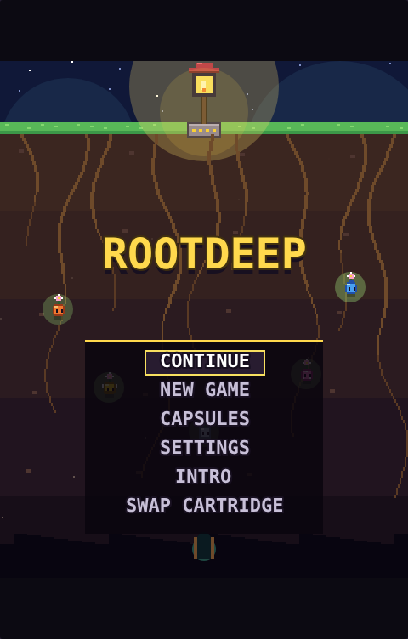 ROOTDEEP
CONTINUE
NEW GAME
CAPSULES
SETTINGS
INTRO
SWAP CARTRIDGE